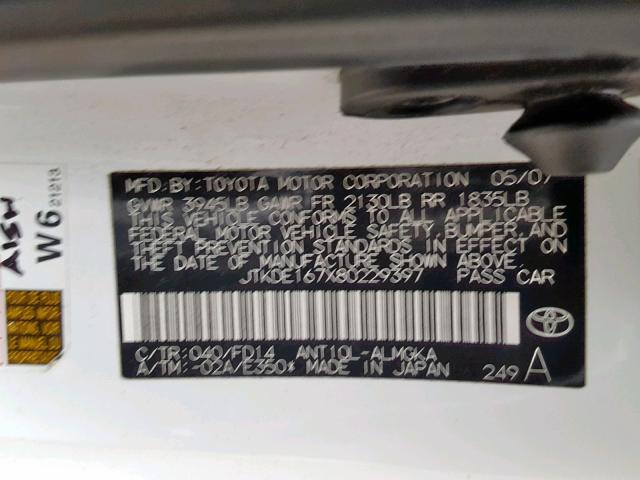 MFD.BY:TOYOTA MOTOR CORPORATION 05/07
GVWR 3945LB GAWR FR 2130LB RR 1835LB
THIS VEHICLE CONFORMS TO ALL APPLICABLE
FEDERAL MOTOR VEHICLE SAFETY, BUMPER, AND
THEFT PREVENTION STANDARDS IN EFFECT ON
THE DATE OF MANUFACTURE SHOWN ABOVE.
JTKDE167X80229397 PASS CAR
C/TR:040/FD14 ANT10L-ALMGKA
A/TM:-02A/E350* MADE IN JAPAN 249 A
W6
21213